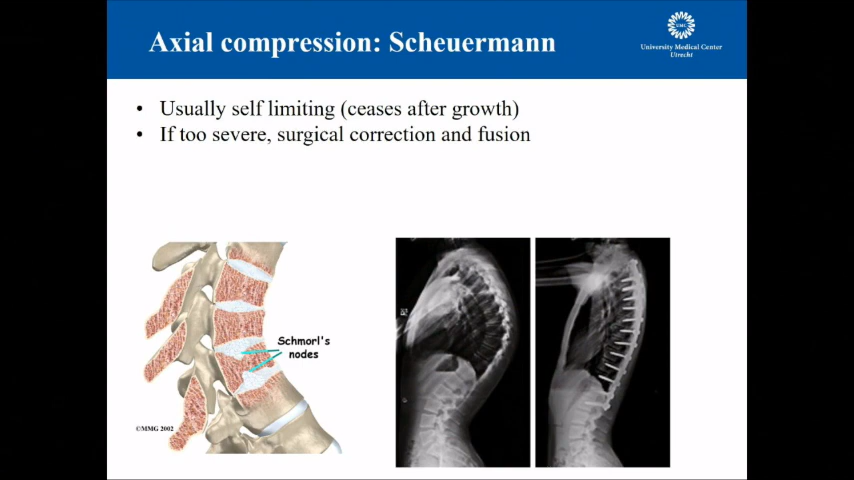 Axial compression: Scheuermann
UMC
University Medical Center
Utrecht
• Usually self limiting (ceases after growth)
• If too severe, surgical correction and fusion
Schmorl's
nodes
©MMG 2002